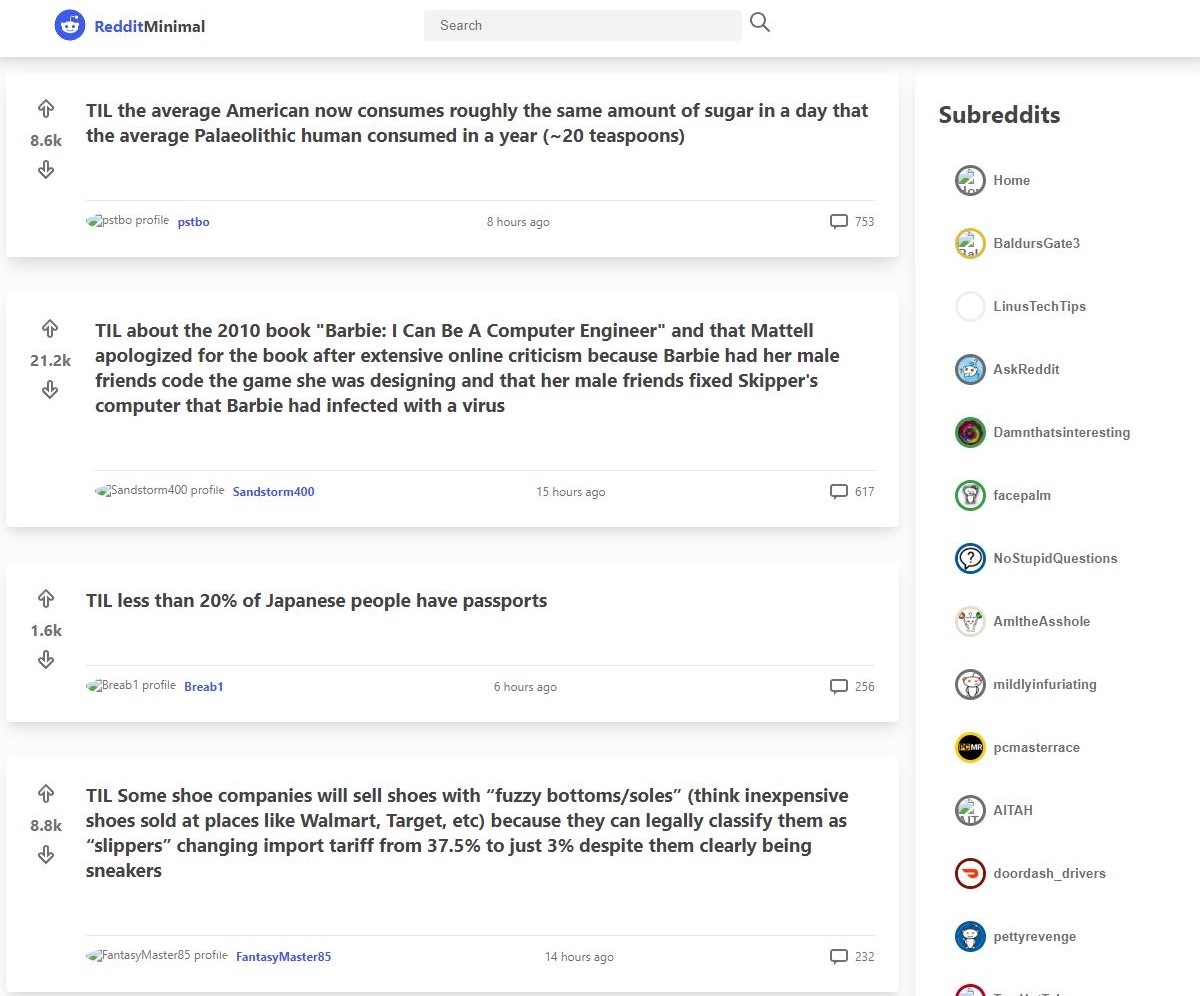 RedditMinimal
Search
TIL the average American now consumes roughly the same amount of sugar in a day that
the average Palaeolithic human consumed in a year (~20 teaspoons)
8.6k
pstbo profile pstbo 8 hours ago 753
TIL about the 2010 book "Barbie: I Can Be A Computer Engineer" and that Mattell
apologized for the book after extensive online criticism because Barbie had her male
friends code the game she was designing and that her male friends fixed Skipper's
computer that Barbie had infected with a virus
21.2k
Sandstorm400 profile Sandstorm400 15 hours ago 617
TIL less than 20% of Japanese people have passports
1.6k
Breab1 profile Breab1 6 hours ago 256
TIL Some shoe companies will sell shoes with “fuzzy bottoms/soles” (think inexpensive
shoes sold at places like Walmart, Target, etc) because they can legally classify them as
“slippers” changing import tariff from 37.5% to just 3% despite them clearly being
sneakers
8.8k
FantasyMaster85 profile FantasyMaster85 14 hours ago 232
Subreddits
Home
BaldursGate3
LinusTechTips
AskReddit
Damnthatsinteresting
facepalm
?
NoStupidQuestions
AmItheAsshole
mildlyinfuriating
PCMR
pcmasterrace
AITAH
doordash_drivers
pettyrevenge